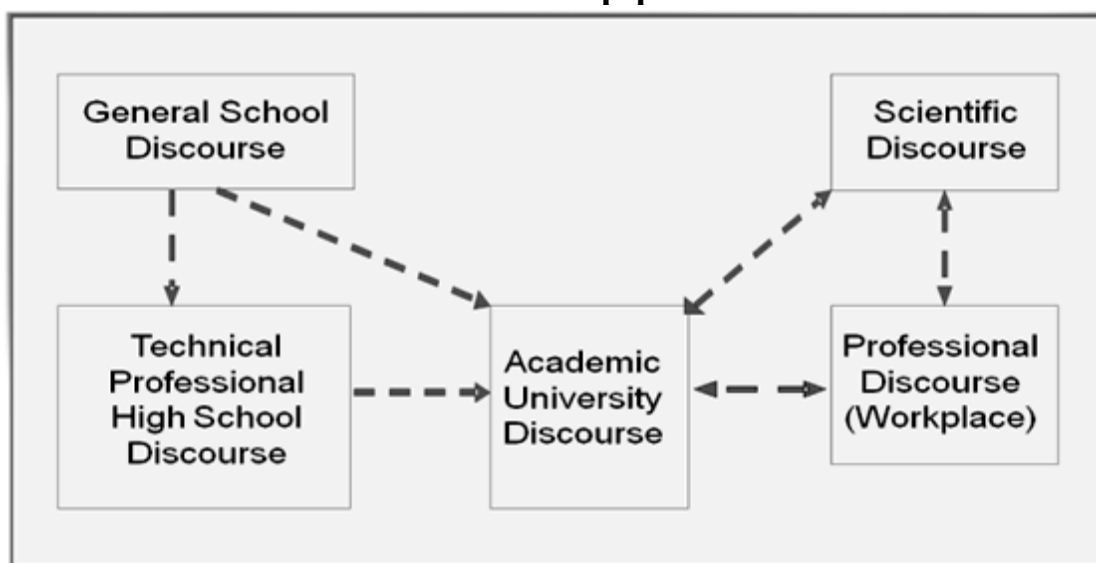 General School
Discourse
Scientific
Discourse
Technical
Professional
High School
Discourse
Academic
University
Discourse
Professional
Discourse
(Workplace)